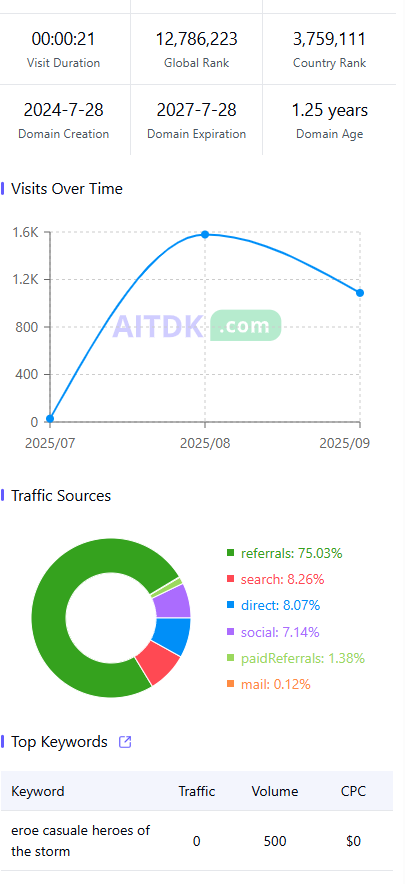 00:00:21 12,786,223 3,759,111
Visit Duration Global Rank Country Rank
2024-7-28 2027-7-28 1.25 years
Domain Creation Domain Expiration Domain Age
Visits Over Time
1.6K
1.2K
800
400
0
AITDK .com
2025/07 2025/08 2025/09
Traffic Sources
referrals: 75.03%
search: 8.26%
direct: 8.07%
social: 7.14%
paidReferrals: 1.38%
mail: 0.12%
Top Keywords
Keyword Traffic Volume CPC
eroe casuale heroes of
the storm
0 500 $0